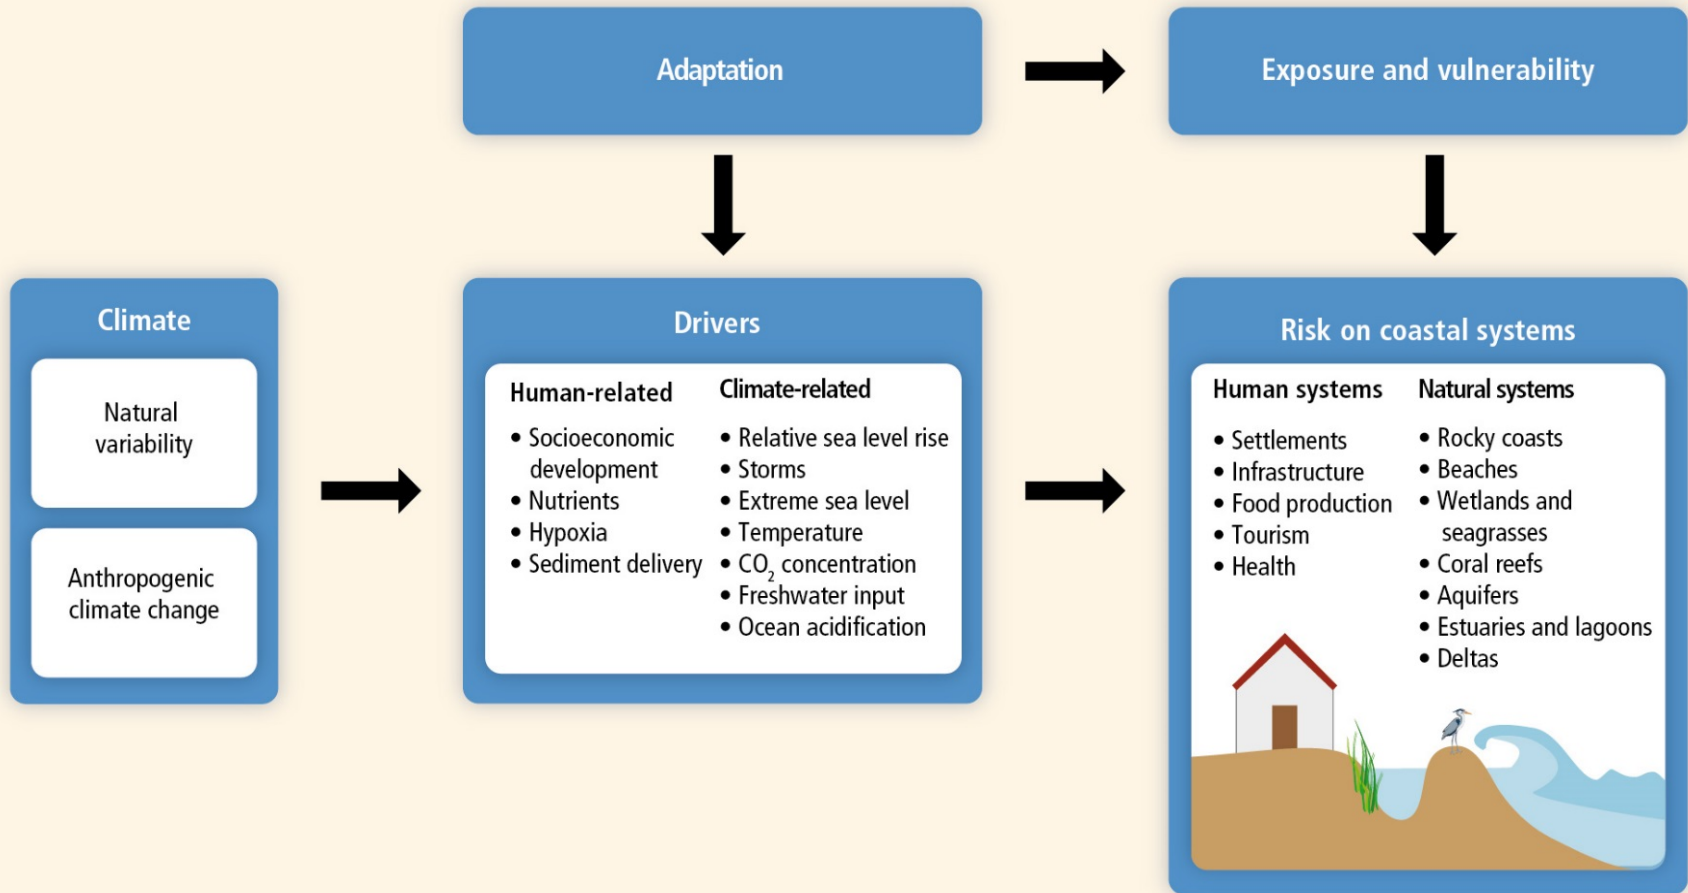 Adaptation
Exposure and vulnerability
Climate
Natural
variability
Anthropogenic
climate change
Drivers
Human-related
• Socioeconomic
development
• Nutrients
• Hypoxia
• Sediment delivery
Climate-related
• Relative sea level rise
• Storms
• Extreme sea level
• Temperature
• CO₂ concentration
• Freshwater input
• Ocean acidification
Risk on coastal systems
Human systems
• Settlements
• Infrastructure
• Food production
• Tourism
• Health
Natural systems
• Rocky coasts
• Beaches
• Wetlands and
seagrasses
• Coral reefs
• Aquifers
• Estuaries and lagoons
• Deltas